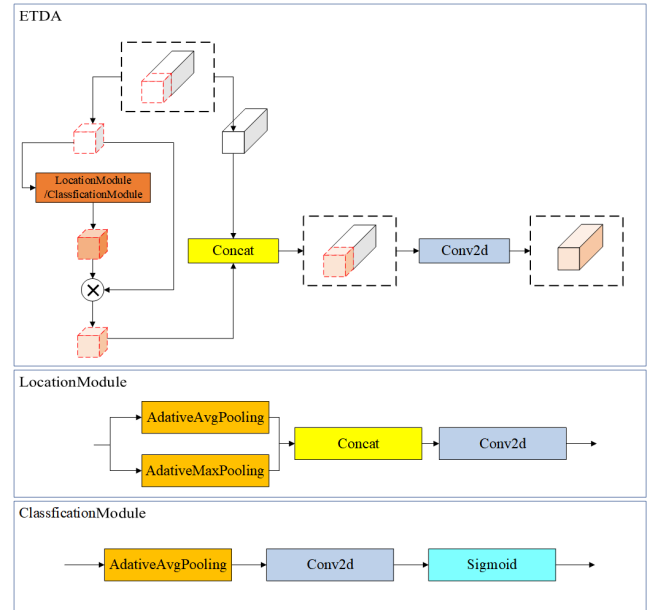 ETDA
LocationModule
/ClassficationModule
Concat
Conv2d
LocationModule
AdativeAvgPooling
AdativeMaxPooling
Concat
Conv2d
ClassficationModule
AdativeAvgPooling
Conv2d
Sigmoid